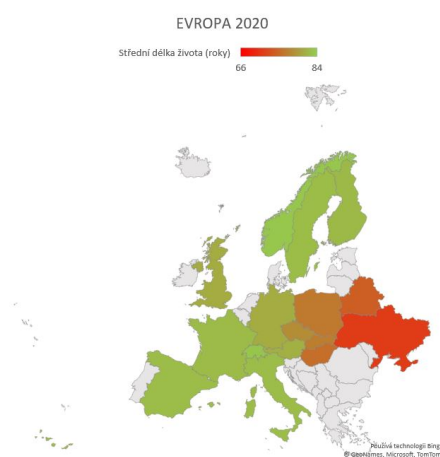 EVROPA 2020
Střední délka života (roky)
66 84
Používá technologii Bing
© GeoNames, Microsoft, TomTom